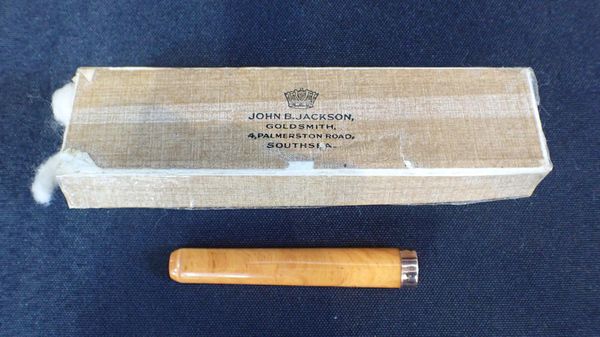 JOHN B. JACKSON,
GOLDSMITH,
4, PALMERSTON ROAD,
SOUTHSEA.